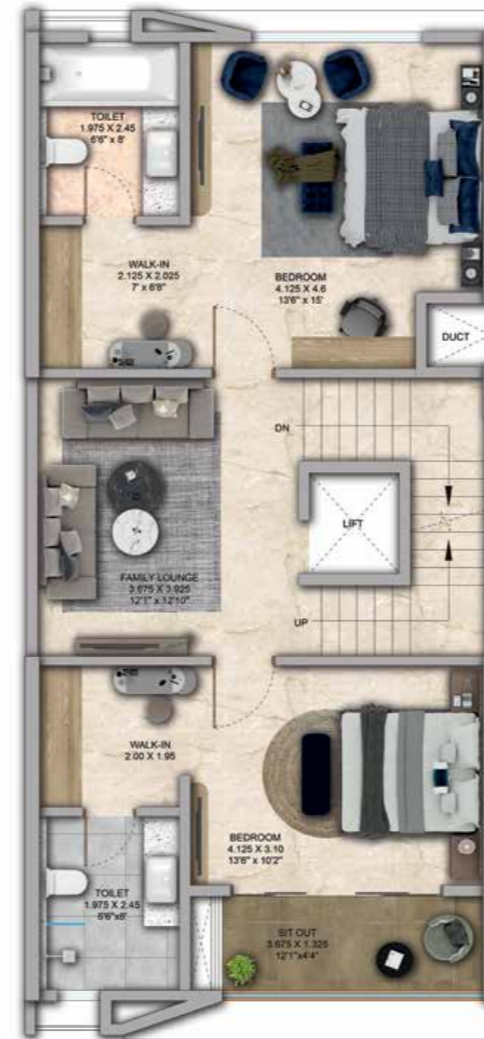 TOILET
1.975 X 2.45
6'6" x 8'
WALK-IN
2.125 X 2.025
7' x 6'8"
BEDROOM
4.125 X 4.6
13'6" x 15'
DUCT
DN
LIFT
FAMILY LOUNGE
3.675 X 3.925
12'1" x 12'10"
UP
WALK-IN
2.00 X 1.95
BEDROOM
4.125 X 3.10
13'6" x 10'2"
TOILET
1.975 X 2.45
6'6"x8'
SIT OUT
3.675 X 1.325
12'1"x4'4"